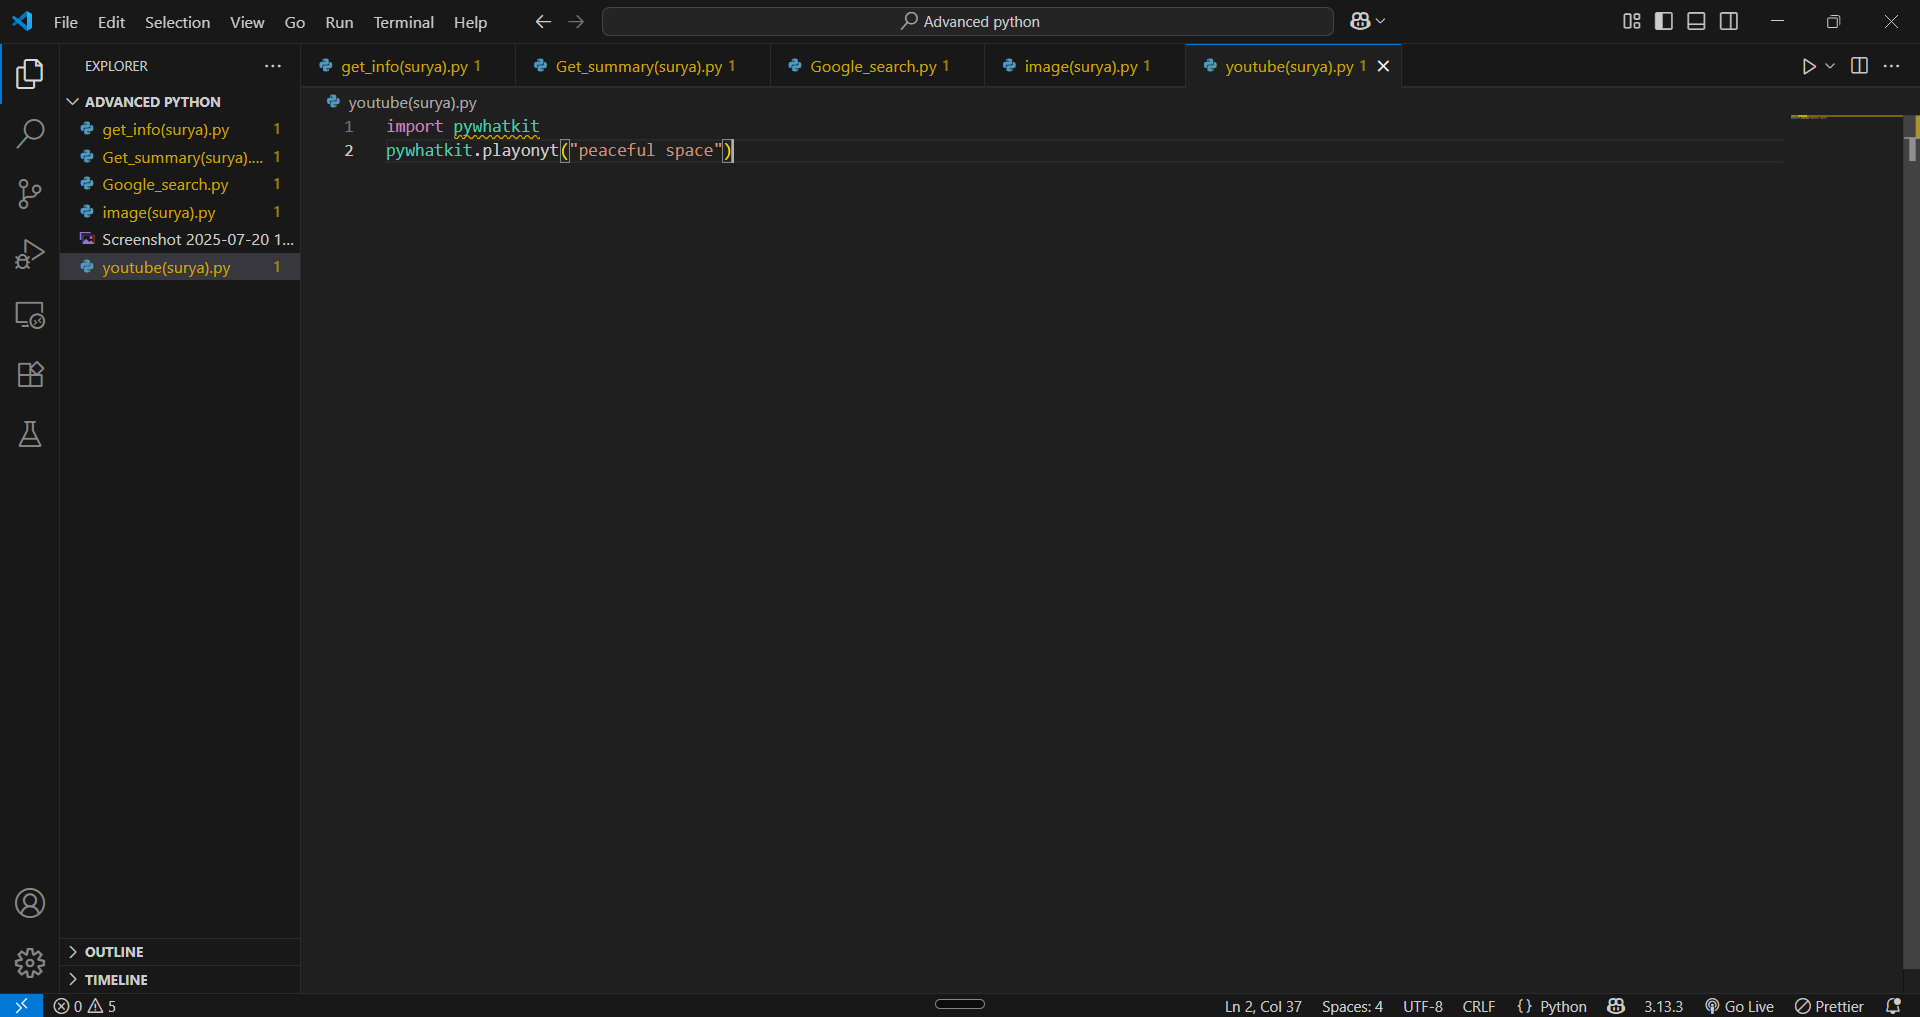 File Edit Selection View Go Run Terminal Help
Advanced python
EXPLORER
get_info(surya).py 1
Get_summary(surya).py 1
Google_search.py 1
image(surya).py 1
youtube(surya).py 1
ADVANCED PYTHON
get_info(surya).py 1
Get_summary(surya).... 1
Google_search.py 1
image(surya).py 1
Screenshot 2025-07-20 1...
youtube(surya).py 1
youtube(surya).py
1 import pywhatkit
2 pywhatkit.playonyt("peaceful space")
OUTLINE
TIMELINE
0 5
Ln 2, Col 37 Spaces: 4 UTF-8 CRLF {} Python 3.13.3 Go Live Prettier